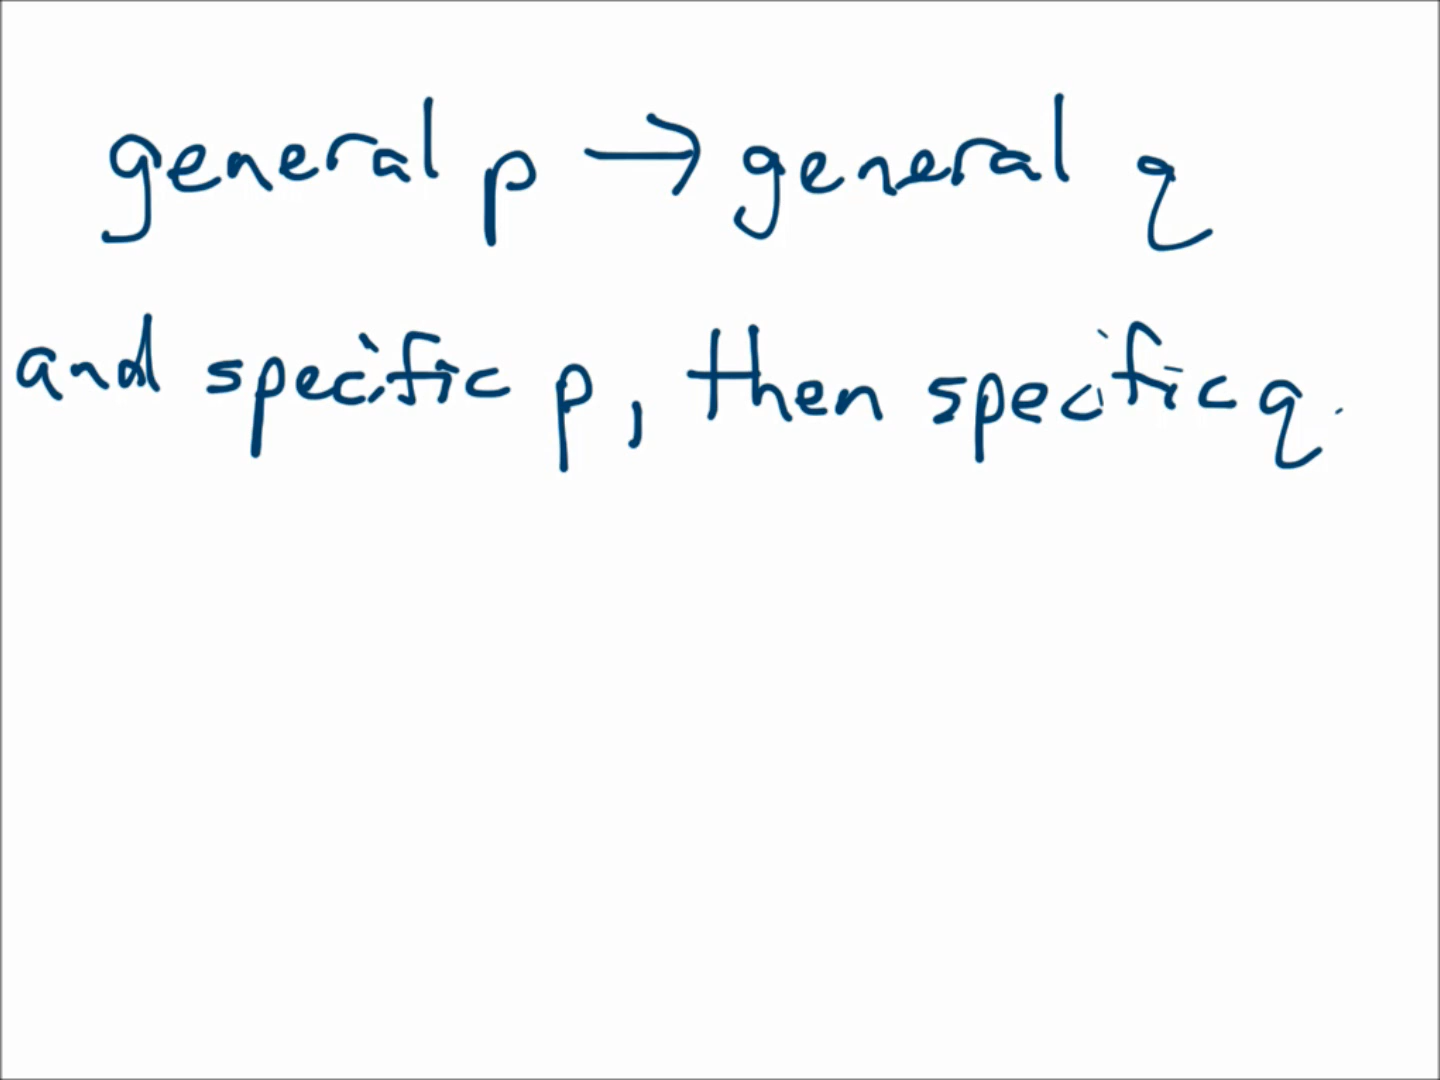 general p → general q
and specific p, then specific q.